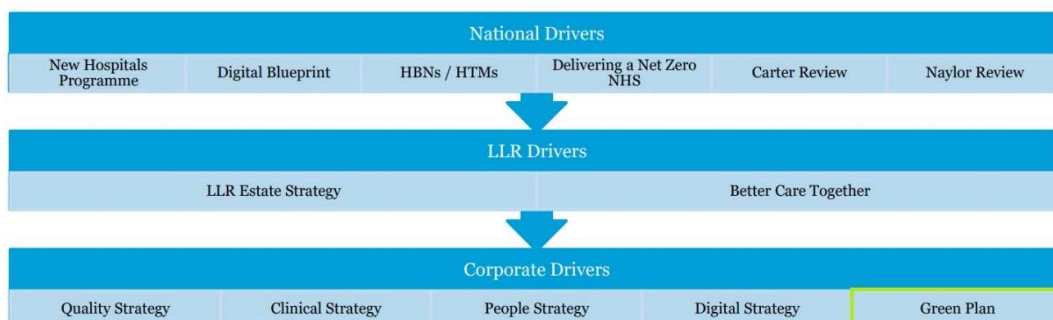 National Drivers
New Hospitals
Programme
Digital Blueprint
HBNs / HTMs
Delivering a Net Zero
NHS
Carter Review
Naylor Review
LLR Drivers
LLR Estate Strategy
Better Care Together
Corporate Drivers
Quality Strategy
Clinical Strategy
People Strategy
Digital Strategy
Green Plan